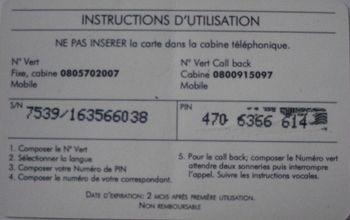 INSTRUCTIONS D'UTILISATION
NE PAS INSERER la carte dans la cabine téléphonique.
N° Vert
Fixe, cabine 0805702007
Mobile
N° Vert Call back
Cabine 0800915097
Mobile
S/N
7539/163566038
PIN
470 6366 614
1. Composer le N° Vert
2. Sélectionner la langue
3. Composer votre Numéro de PIN
4. Composer le numéro de votre correspondant.
5. Pour le call back; composer le Numéro vert
attendre deux sonneries puis interrompre
l'appel. Suivre les instructions vocales.
DATE D'EXPIRATION: 2 MOIS APRÈS PREMIÈRE UTILISATION.
NON REMBOURSABLE